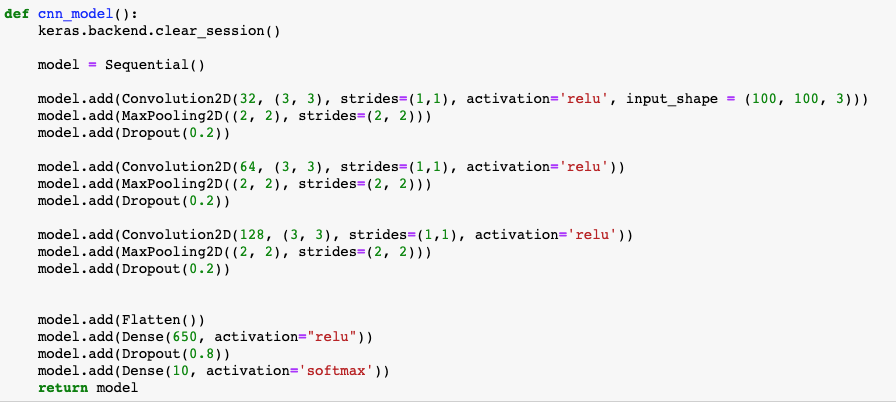 def cnn_model():
    keras.backend.clear_session()
    model = Sequential()
    model.add(Convolution2D(32, (3, 3), strides=(1,1), activation='relu', input_shape = (100, 100, 3)))
    model.add(MaxPooling2D((2, 2), strides=(2, 2)))
    model.add(Dropout(0.2))
    model.add(Convolution2D(64, (3, 3), strides=(1,1), activation='relu'))
    model.add(MaxPooling2D((2, 2), strides=(2, 2)))
    model.add(Dropout(0.2))
    model.add(Convolution2D(128, (3, 3), strides=(1,1), activation='relu'))
    model.add(MaxPooling2D((2, 2), strides=(2, 2)))
    model.add(Dropout(0.2))
    model.add(Flatten())
    model.add(Dense(650, activation="relu"))
    model.add(Dropout(0.8))
    model.add(Dense(10, activation='softmax'))
    return model